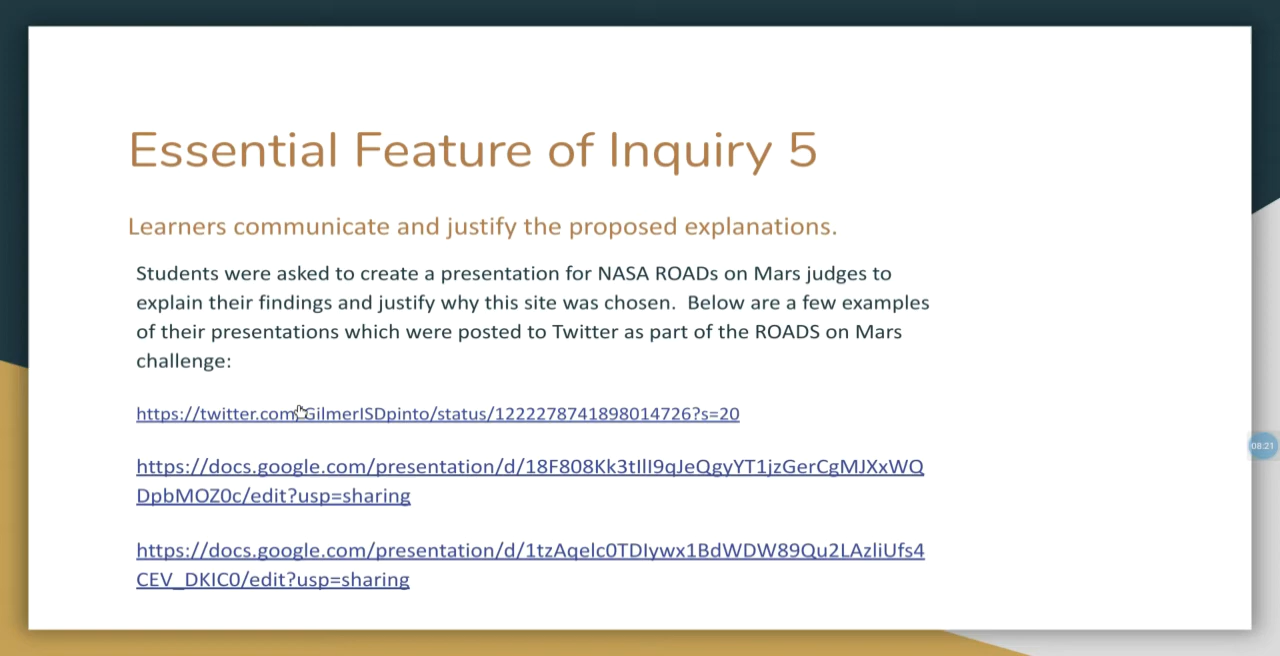 Essential Feature of Inquiry 5
Learners communicate and justify the proposed explanations.
Students were asked to create a presentation for NASA ROADs on Mars judges to
explain their findings and justify why this site was chosen.  Below are a few examples
of their presentations which were posted to Twitter as part of the ROADS on Mars
challenge:
https://twitter.com/GilmerISDpinto/status/1222278741898014726?s=20
https://docs.google.com/presentation/d/18F808Kk3tIlI9qJeQgyYT1jzGerCgMJXxWQ
DpbMOZ0c/edit?usp=sharing
https://docs.google.com/presentation/d/1tzAqelc0TDIywx1BdWDW89Qu2LAzliUfs4
CEV_DKIC0/edit?usp=sharing
08:21